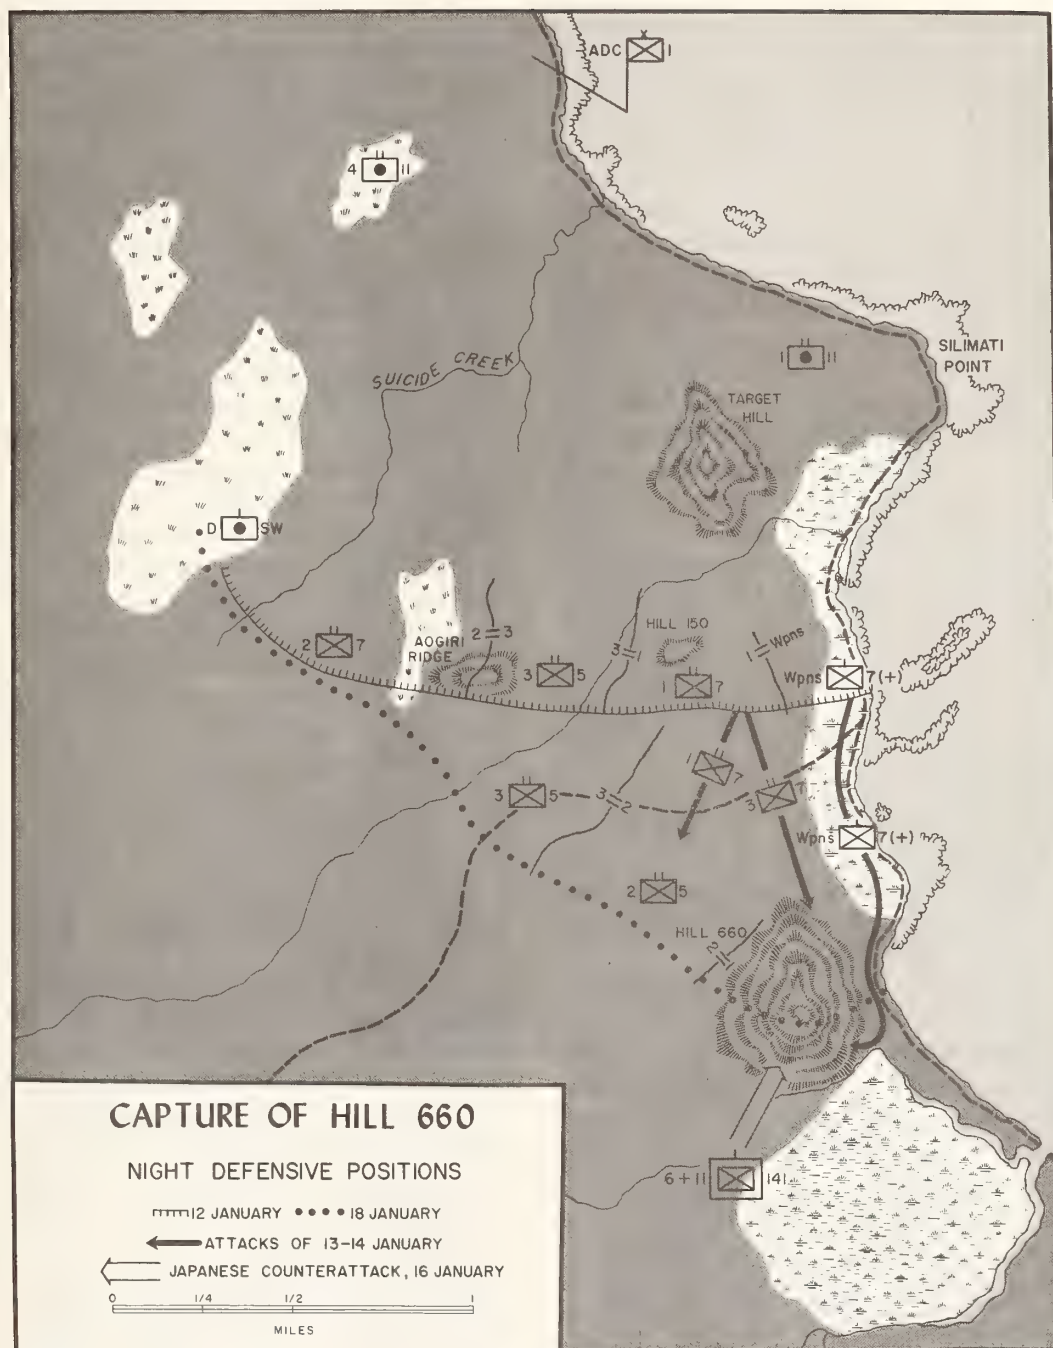 ADC 1
4 11
SUICIDE CREEK
1 11
SILIMATI
POINT
TARGET
HILL
D SW
2 7
AOGIRI
RIDGE
2 3
3 5
3 1
HILL 150
1 7
1 Wpns
Wpns 7(+)
1 7
3 7
3 5
3 2
Wpns 7(+)
2 5
HILL 660
2
6+11 141
CAPTURE OF HILL 660
NIGHT DEFENSIVE POSITIONS
12 JANUARY 18 JANUARY
ATTACKS OF 13-14 JANUARY
JAPANESE COUNTERATTACK, 16 JANUARY
0 1/4 1/2 1
MILES